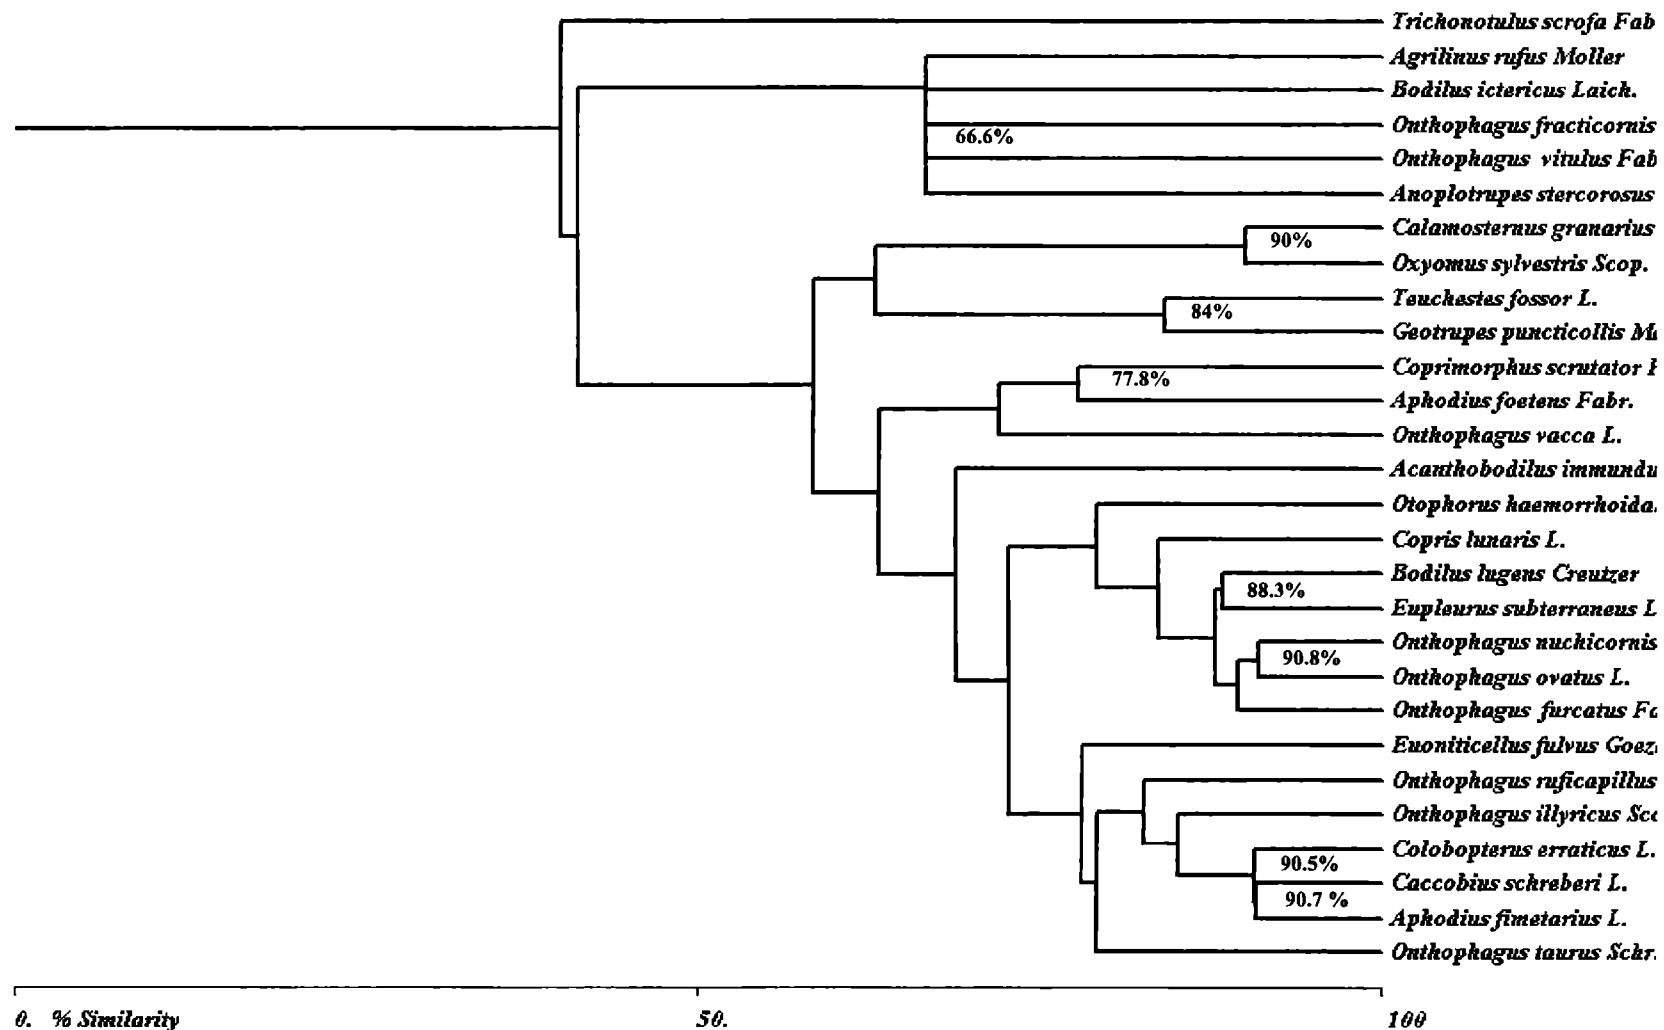 Trichonotulus scrofa Fab
Agrilinus rufus Moller
Bodilus ictericus Laich.
Onthophagus fracticornis
66.6%
Onthophagus vitulus Fab
Anoplotrupes stercorosus
Calamosternus granarius
90%
Oxyomus sylvestris Scop.
Teuchestes fossor L.
84%
Geotrupes puncticollis
Coprimorphus scrutator
77.8%
Aphodius foetens Fabr.
Onthophagus vacca L.
Acanthobodilus immundu
Otophorus haemorrhoida
Copris lunaris L.
Bodilus lugens Creutzer
88.3%
Eupleurus subterraneus L
Onthophagus nuchicornis
90.8%
Onthophagus ovatus L.
Onthophagus furcatus
Euoniticellus fulvus Goez
Onthophagus ruficapillus
Onthophagus illyricus
Colobopterus erraticus L.
90.5%
Caccobius schreberi L.
90.7 %
Aphodius fimetarius L.
Onthophagus taurus Schr.
0. % Similarity 50. 100